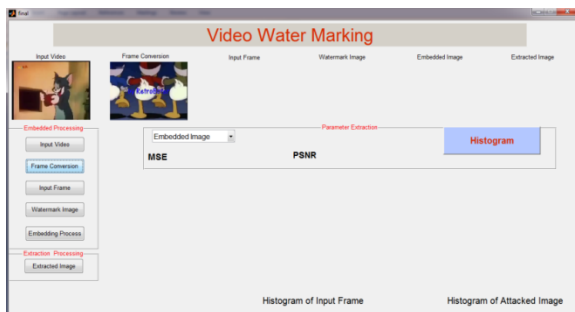 final
Video Water Marking
Input Video
Frame Conversion
Input Frame
Watermark Image
Embedded Image
Extracted Image
Embedded Processing
Input Video
Frame Conversion
Input Frame
Watermark Image
Embedding Process
Extraction Processing
Extracted Image
Parameter Extraction
Embedded Image
MSE
PSNR
Histogram
Histogram of Input Frame
Histogram of Attacked Image